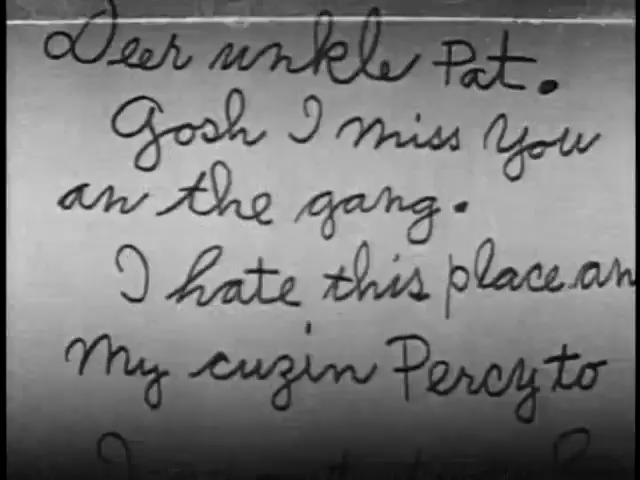 Deer unkle Pat.
Gosh I miss you
an the gang.
I hate this place an
My cuzin Percy to
I